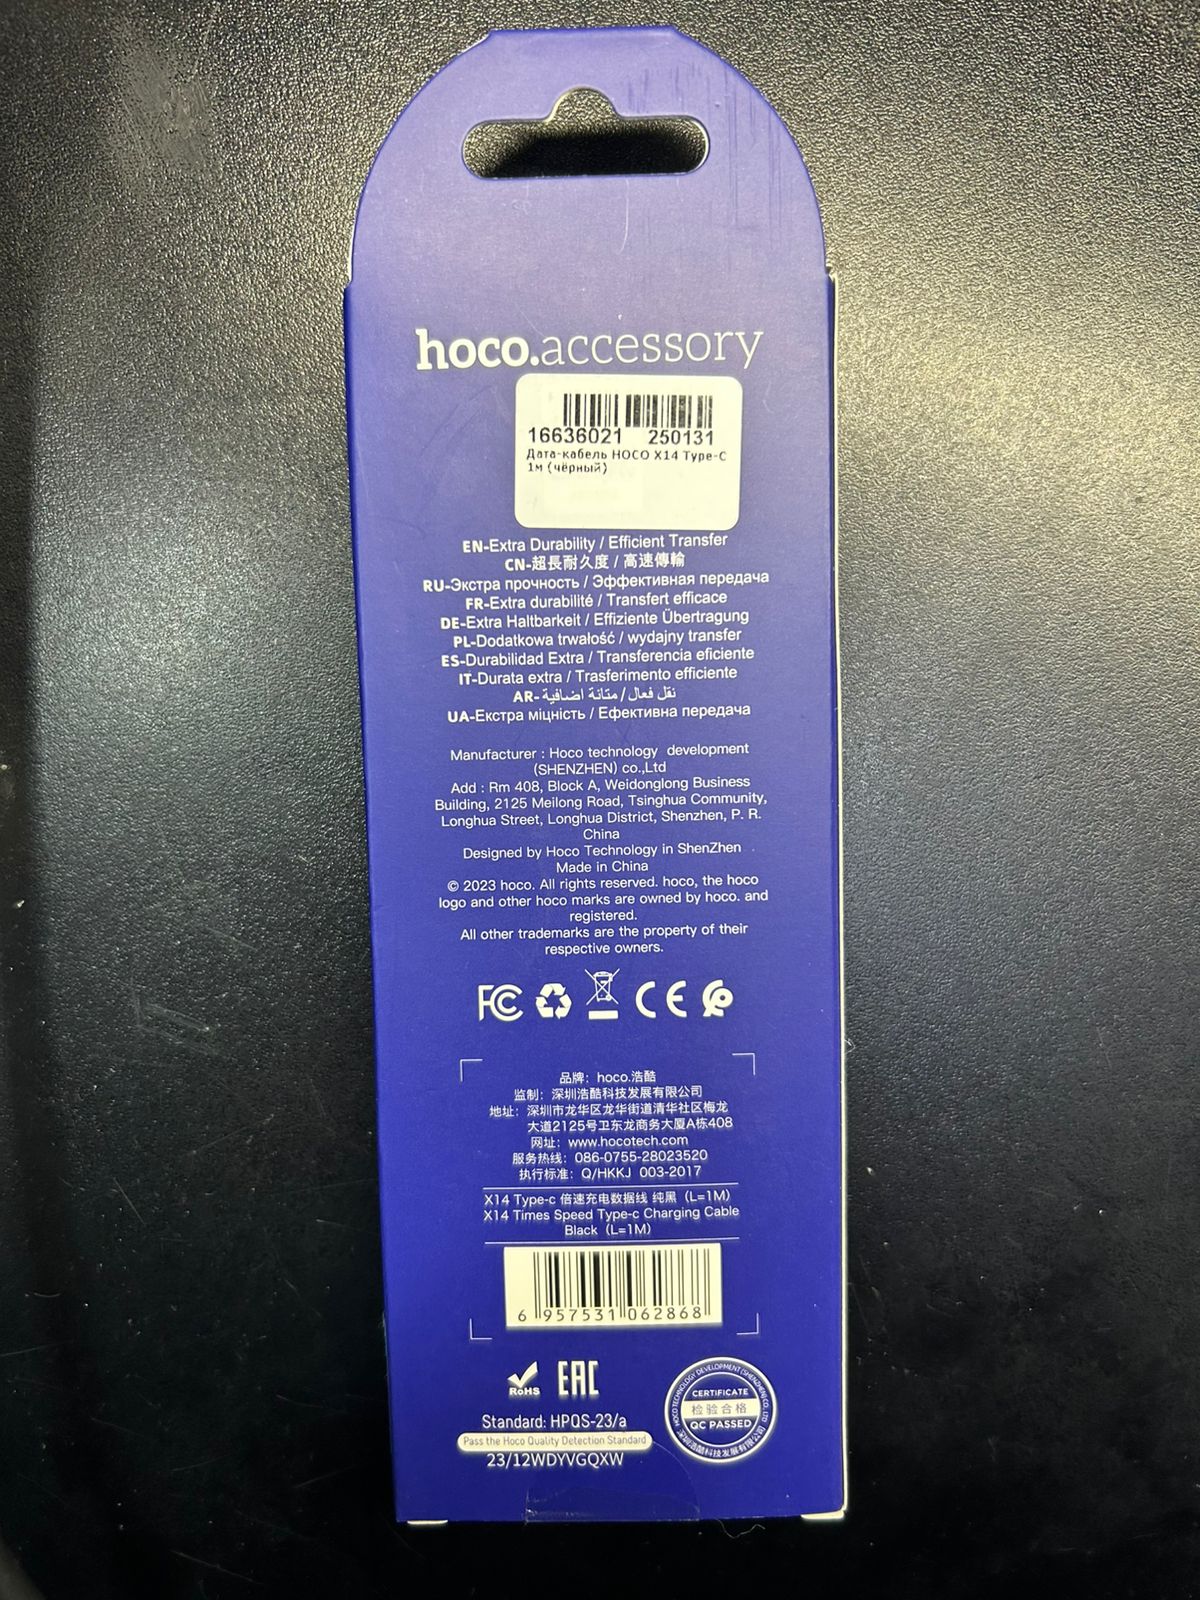 hoco.accessory
16636021 250131
Дата-кабель HOCO X14 Type-C
1м (чёрный)
EN-Extra Durability / Efficient Transfer
CN-超長耐久度 / 高速傳輸
RU-Экстра прочность / Эффективная передача
FR-Extra durabilité / Transfert efficace
DE-Extra Haltbarkeit / Effiziente Übertragung
PL-Dodatkowa trwałość / wydajny transfer
ES-Durabilidad Extra / Transferencia eficiente
IT-Durata extra / Trasferimento efficiente
AR-نقل فعال/متانة اضافية
UA-Екстра міцність / Ефективна передача
Manufacturer : Hoco technology development
(SHENZHEN) co.,Ltd
Add : Rm 408, Block A, Weidonglong Business
Building, 2125 Meilong Road, Tsinghua Community,
Longhua Street, Longhua District, Shenzhen, P. R.
China
Designed by Hoco Technology in ShenZhen
Made in China
© 2023 hoco. All rights reserved. hoco, the hoco
logo and other hoco marks are owned by hoco. and
registered.
All other trademarks are the property of their
respective owners.
FC CE
品牌：hoco.浩酷
监制：深圳浩酷科技发展有限公司
地址：深圳市龙华区龙华街道清华社区梅龙
大道2125号卫东龙商务大厦A栋408
网址：www.hocotech.com
服务热线：086-0755-28023520
执行标准：Q/HKKJ 003-2017
X14 Type-c 倍速充电数据线 纯黑（L=1M）
X14 Times Speed Type-c Charging Cable
Black（L=1M）
6 957531 062868
RoHS EAC
Standard: HPQS-23/a
Pass the Hoco Quality Detection Standard
23/12WDYVGQXW
HOCO TECHNOLOGY DEVELOPMENT (SHENZHEN) CO., LTD
CERTIFICATE
检验合格
QC PASSED